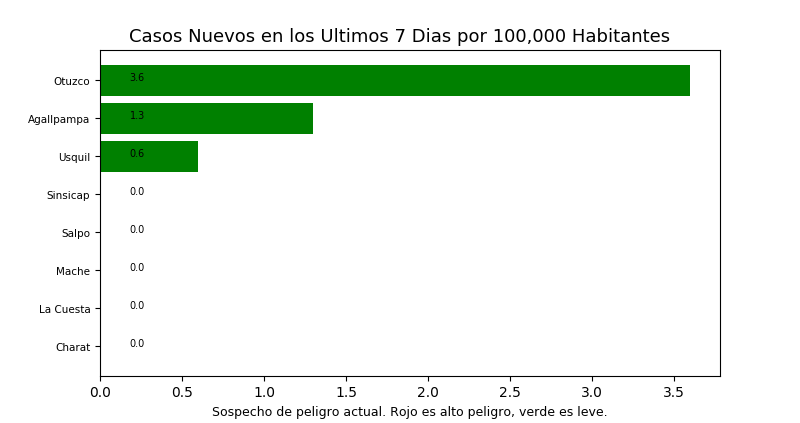 Casos Nuevos en los Ultimos 7 Dias por 100,000 Habitantes
Otuzco 3.6
Agallpampa 1.3
Usquil 0.6
Sinsicap 0.0
Salpo 0.0
Mache 0.0
La Cuesta 0.0
Charat 0.0
0.0 0.5 1.0 1.5 2.0 2.5 3.0 3.5
Sospecho de peligro actual. Rojo es alto peligro, verde es leve.